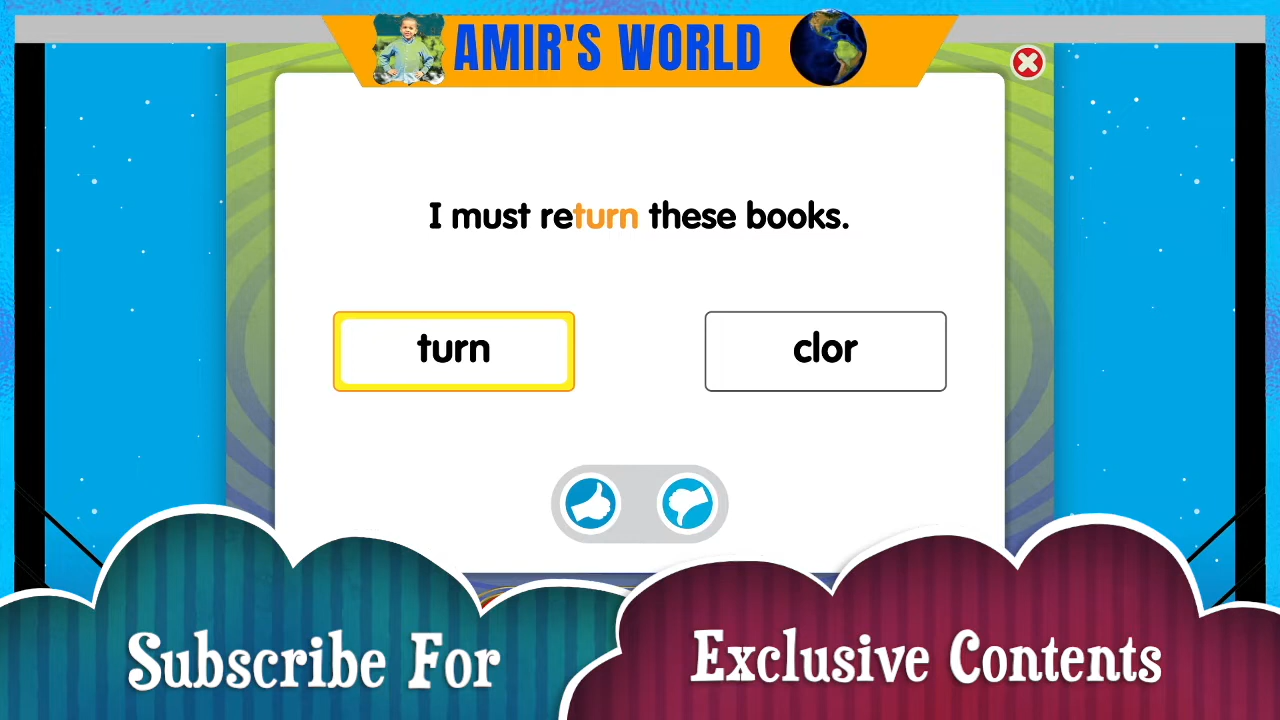 AMIR'S WORLD
I must return these books.
turn
clor
Subscribe For
Exclusive Contents